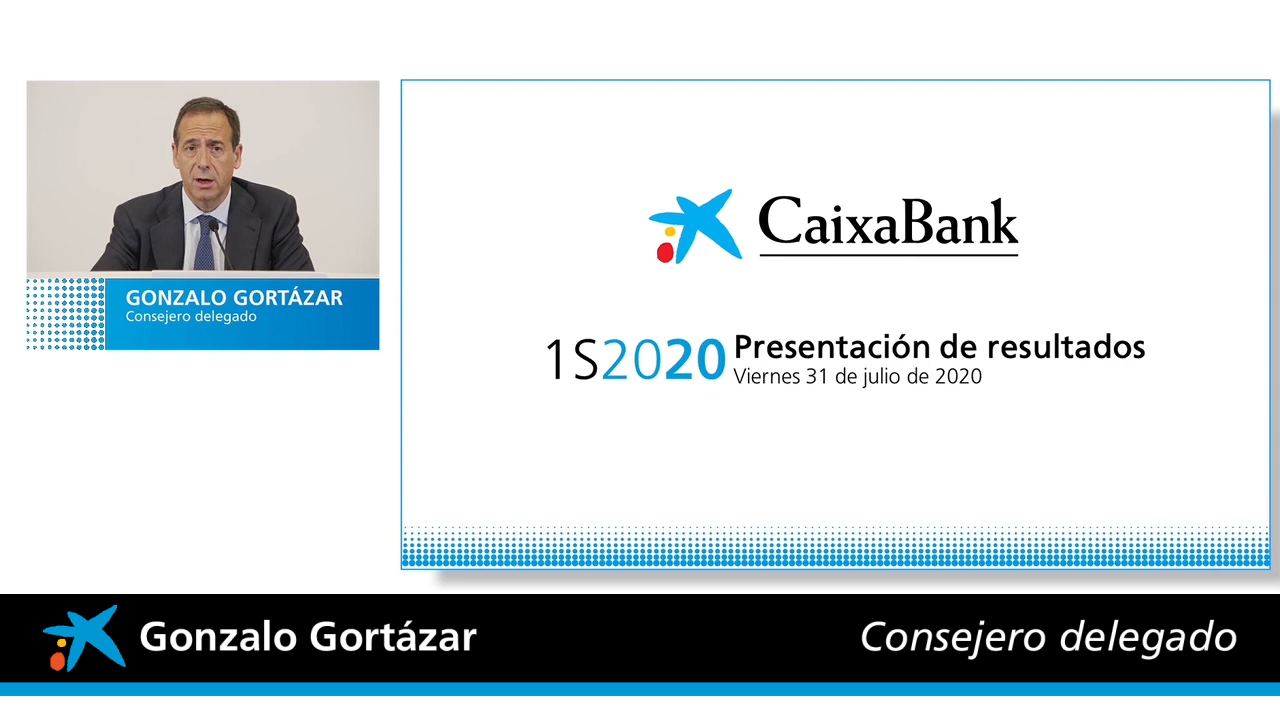 GONZALO GORTÁZAR
Consejero delegado
CaixaBank
1S2020
Presentación de resultados
Viernes 31 de julio de 2020
Gonzalo Gortázar
Consejero delegado